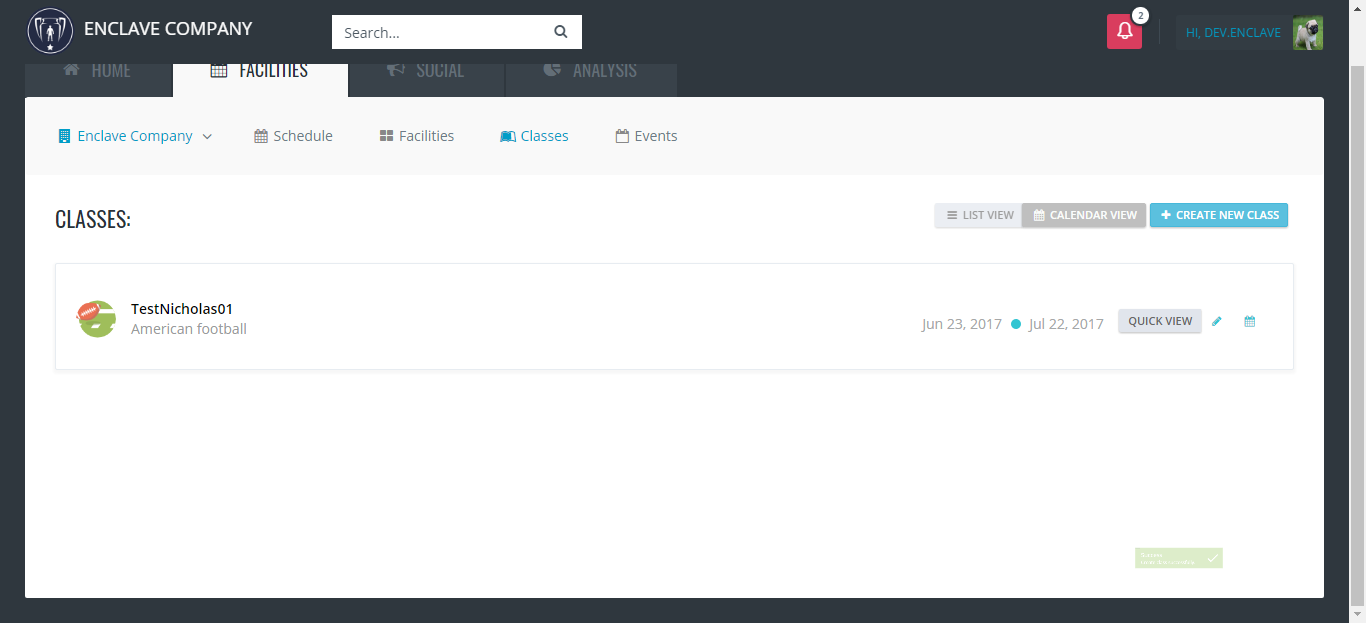 ENCLAVE COMPANY
Search...
2
HI, DEV.ENCLAVE
HOME
FACILITIES
SOCIAL
ANALYSIS
Enclave Company
Schedule
Facilities
Classes
Events
CLASSES:
LIST VIEW
CALENDAR VIEW
+ CREATE NEW CLASS
TestNicholas01
American football
Jun 23, 2017
Jul 22, 2017
QUICK VIEW